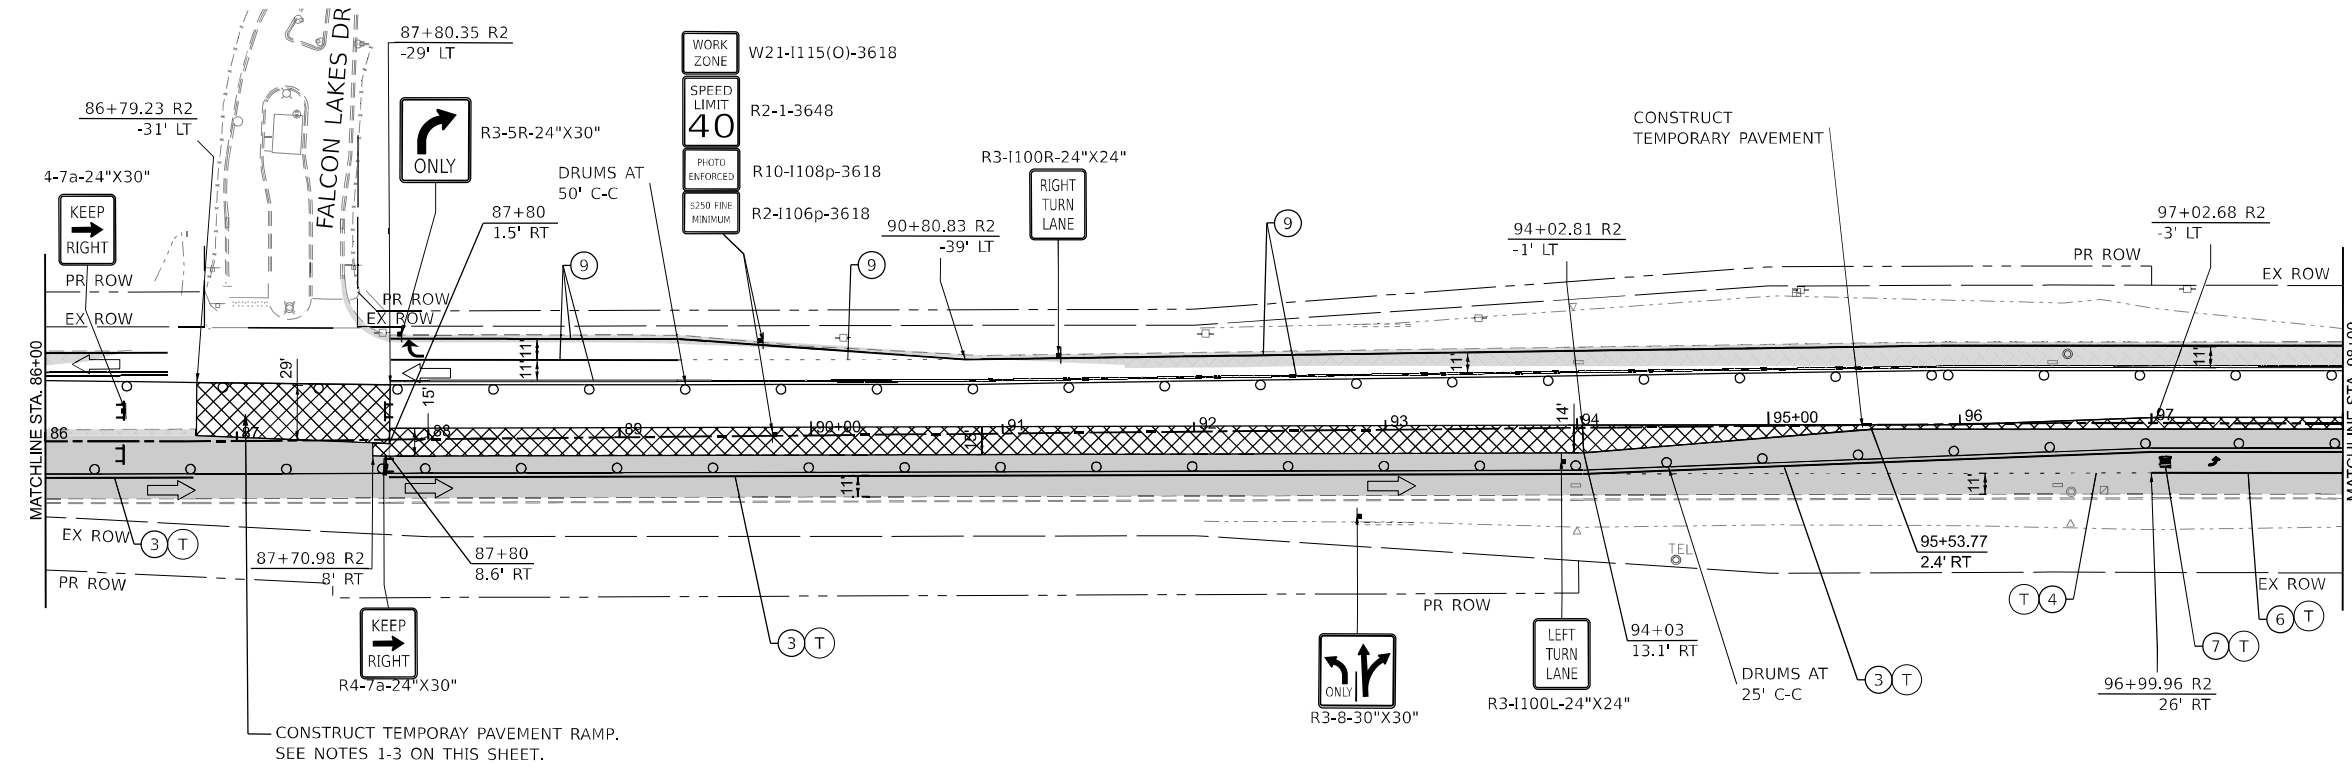 FALCON LAKES DR
87+80.35 R2
-29' LT
86+79.23 R2
-31' LT
4-7a-24"X30"
KEEP
RIGHT
ONLY
R3-5R-24"X30"
DRUMS AT
50' C-C
87+80
1.5' RT
WORK
ZONE
W21-I115(O)-3618
SPEED
LIMIT
40
R2-1-3648
PHOTO
ENFORCED
R10-I108p-3618
$250 FINE
MINIMUM
R2-I106p-3618
90+80.83 R2
-39' LT
R3-I100R-24"X24"
RIGHT
TURN
LANE
9
9
9
94+02.81 R2
-1' LT
CONSTRUCT
TEMPORARY PAVEMENT
97+02.68 R2
-3' LT
PR ROW
EX ROW
PR ROW
EX ROW
PR ROW
EX ROW
MATCHLINE STA. 86+00
MATCHLINE STA. 98+00
29'
11'
11'
15'
15'
14'
11'
11'
11'
11'
86
87
88
89
90+00
91
92
93
94
95+00
96
97
EX ROW
3 T
PR ROW
87+70.98 R2
8' RT
87+80
8.6' RT
KEEP
RIGHT
R4-7a-24"X30"
CONSTRUCT TEMPORAY PAVEMENT RAMP.
SEE NOTES 1-3 ON THIS SHEET.
3 T
ONLY
R3-8-30"X30"
PR ROW
LEFT
TURN
LANE
R3-I100L-24"X24"
94+03
13.1' RT
TEL
DRUMS AT
25' C-C
3 T
95+53.77
2.4' RT
T 4
EX ROW
6 T
7 T
96+99.96 R2
26' RT